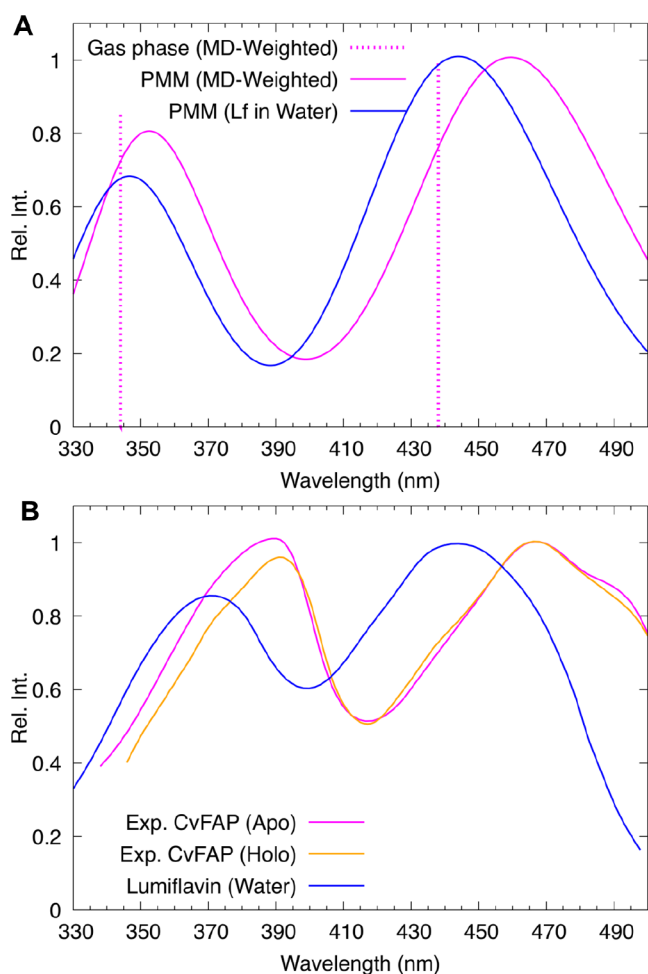 A
Gas phase (MD-Weighted)
PMM (MD-Weighted)
PMM (Lf in Water)
Rel. Int.
1
0.8
0.6
0.4
0.2
0
330 350 370 390 410 430 450 470 490
Wavelength (nm)
B
Rel. Int.
1
0.8
0.6
0.4
0.2
0
Exp. CvFAP (Apo)
Exp. CvFAP (Holo)
Lumiflavin (Water)
330 350 370 390 410 430 450 470 490
Wavelength (nm)